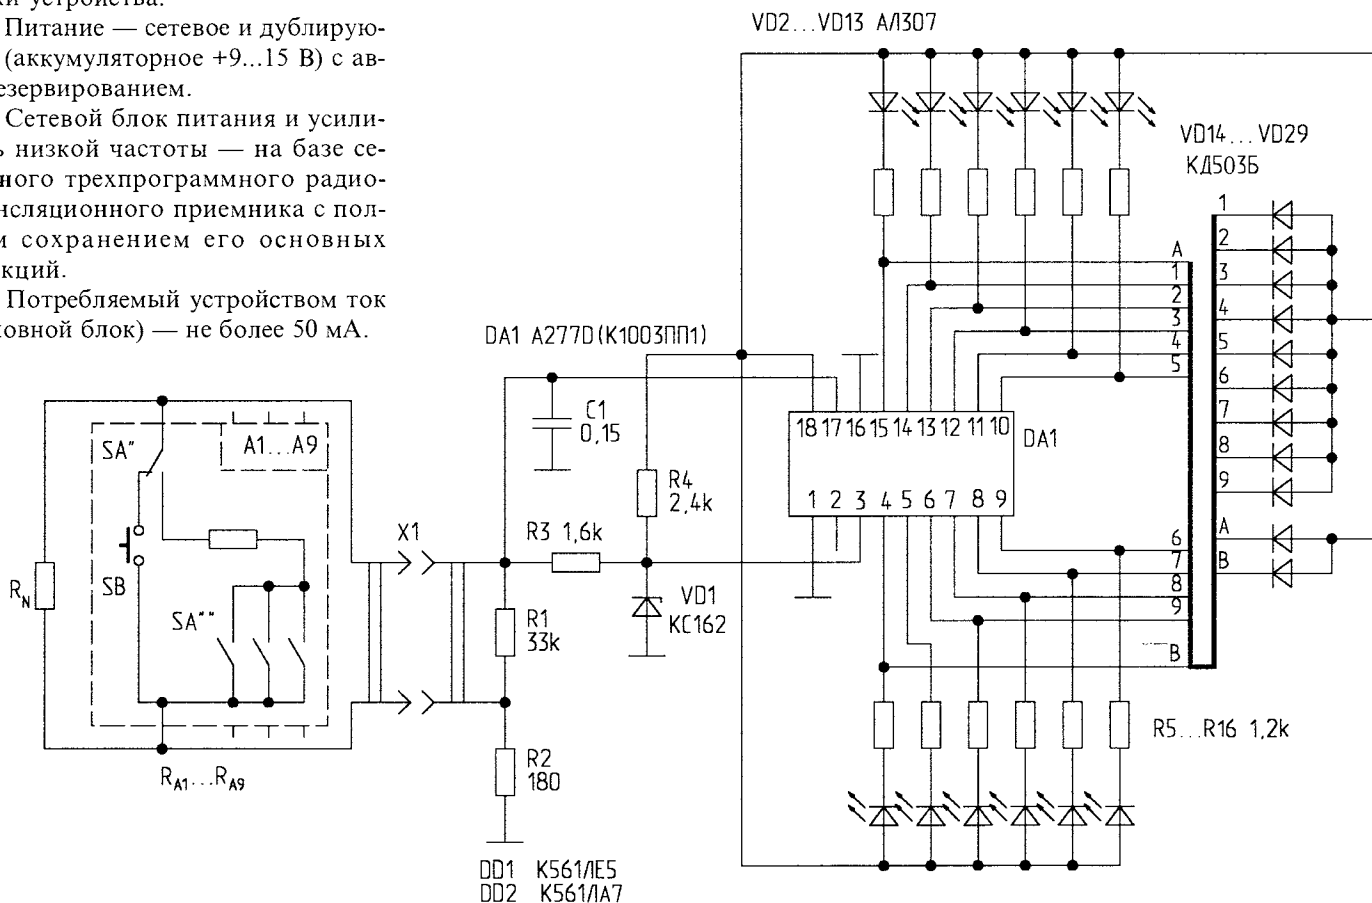 ки устройства.
Питание — сетевое и дублирую-
(аккумуляторное +9...15 В) с ав-
езервированием.
Сетевой блок питания и усили-
ь низкой частоты — на базе се-
ного трехпрограммного радио-
нсляционного приемника с пол-
м сохранением его основных
кций.
Потребляемый устройством ток
новной блок) — не более 50 мА.
VD2...VD13 АЛ307
VD14...VD29
КД503Б
1
2
3
4
5
6
7
8
9
A
B
A
1
2
3
4
5
6
7
8
9
B
DA1 A277D (К1003ПП1)
C1
0,15
R4
2,4k
R3 1,6k
VD1
КС162
18 17 16 15 14 13 12 11 10
DA1
1 2 3 4 5 6 7 8 9
SA"
A1...A9
X1
R_N
SB
SA""
R1
33k
R2
180
R_A1...R_A9
R5...R16 1,2k
DD1 К561ЛЕ5
DD2 К561ЛА7